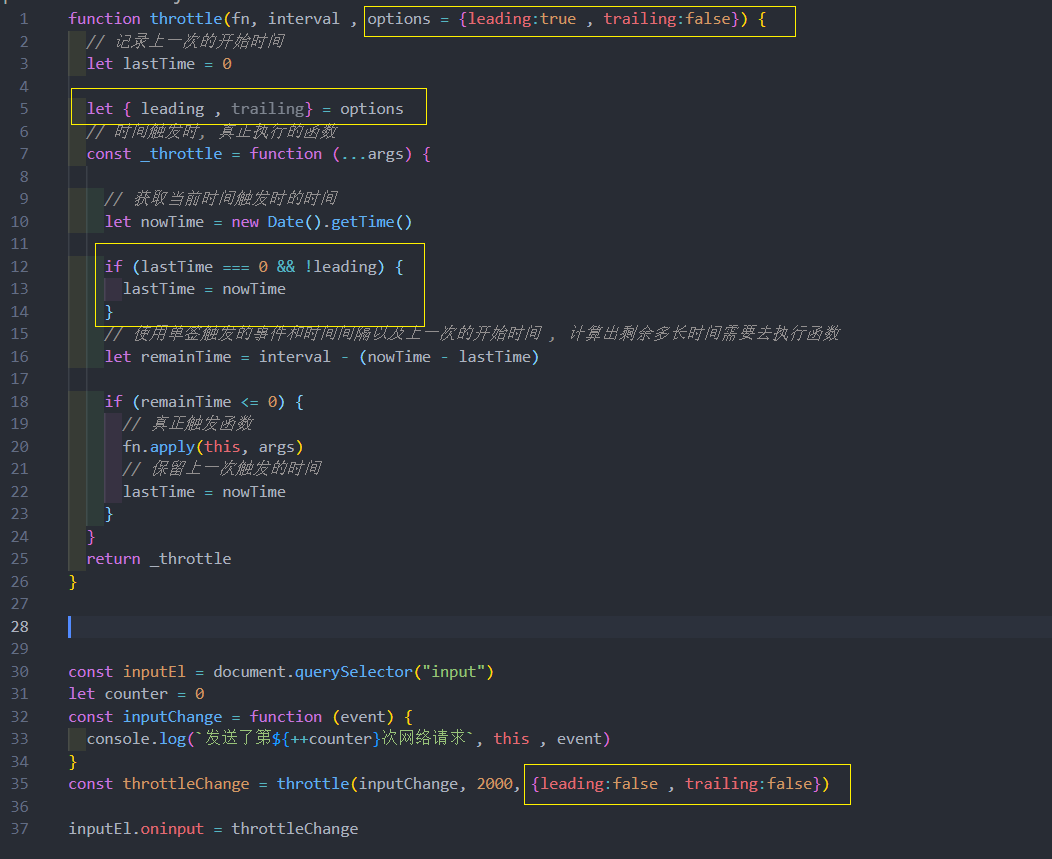 1 function throttle(fn, interval , options = {leading:true , trailing:false}) {
2 // 记录上一次的开始时间
3 let lastTime = 0
4
5 let { leading , trailing} = options
6 // 时间触发时, 真正执行的函数
7 const _throttle = function (...args) {
8
9 // 获取当前时间触发时的时间
10 let nowTime = new Date().getTime()
11
12 if (lastTime === 0 && !leading) {
13 lastTime = nowTime
14 }
15 // 使用单签触发的事件和时间间隔以及上一次的开始时间 , 计算出剩余多长时间需要去执行函数
16 let remainTime = interval - (nowTime - lastTime)
17
18 if (remainTime <= 0) {
19 // 真正触发函数
20 fn.apply(this, args)
21 // 保留上一次触发的时间
22 lastTime = nowTime
23 }
24 }
25 return _throttle
26 }
27
28
29
30 const inputEl = document.querySelector("input")
31 let counter = 0
32 const inputChange = function (event) {
33 console.log(`发送了第${++counter}次网络请求`, this , event)
34 }
35 const throttleChange = throttle(inputChange, 2000, {leading:false , trailing:false})
36
37 inputEl.oninput = throttleChange